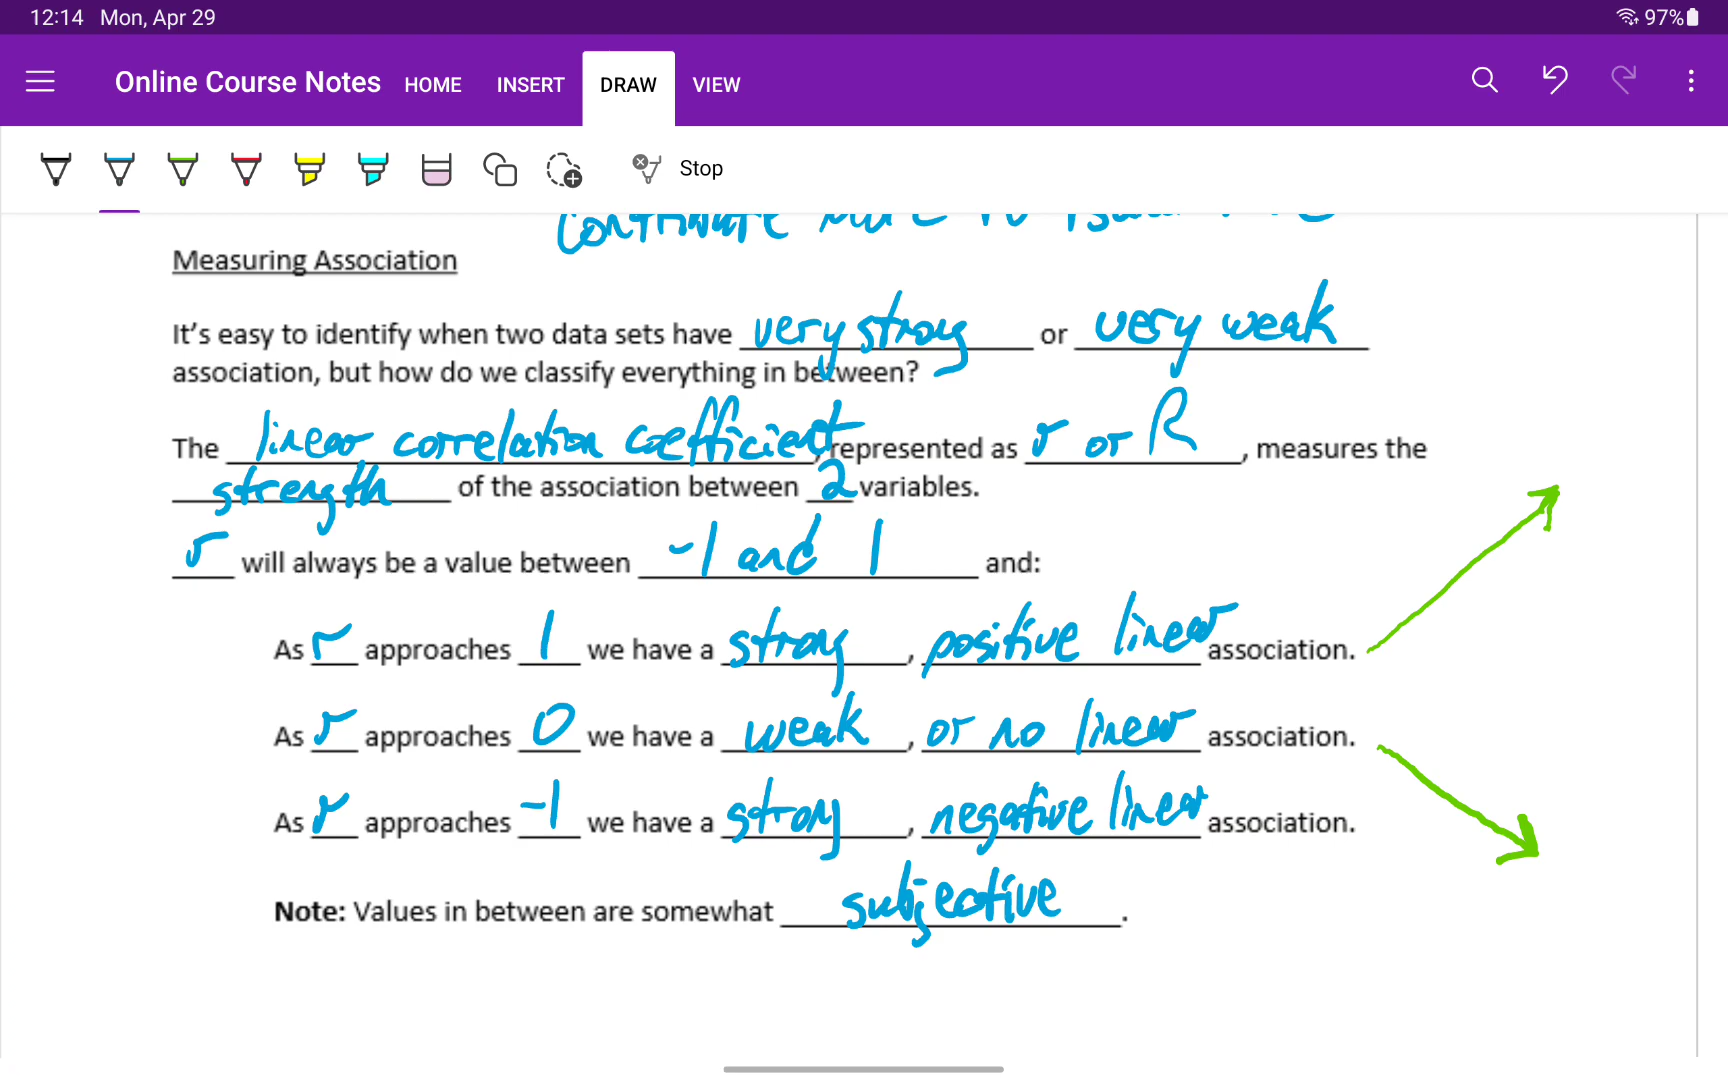 12:14 Mon, Apr 29 97%
Online Course Notes HOME INSERT DRAW VIEW
Stop
contribute more to
Measuring Association
It's easy to identify when two data sets have very strong or very weak
association, but how do we classify everything in between?
The linear correlation coefficient, represented as r or R, measures the
strength of the association between 2 variables.
r will always be a value between -1 and 1 and:
As r approaches 1 we have a strong, positive linear association.
As r approaches 0 we have a weak, or no linear association.
As r approaches -1 we have a strong, negative linear association.
Note: Values in between are somewhat subjective.